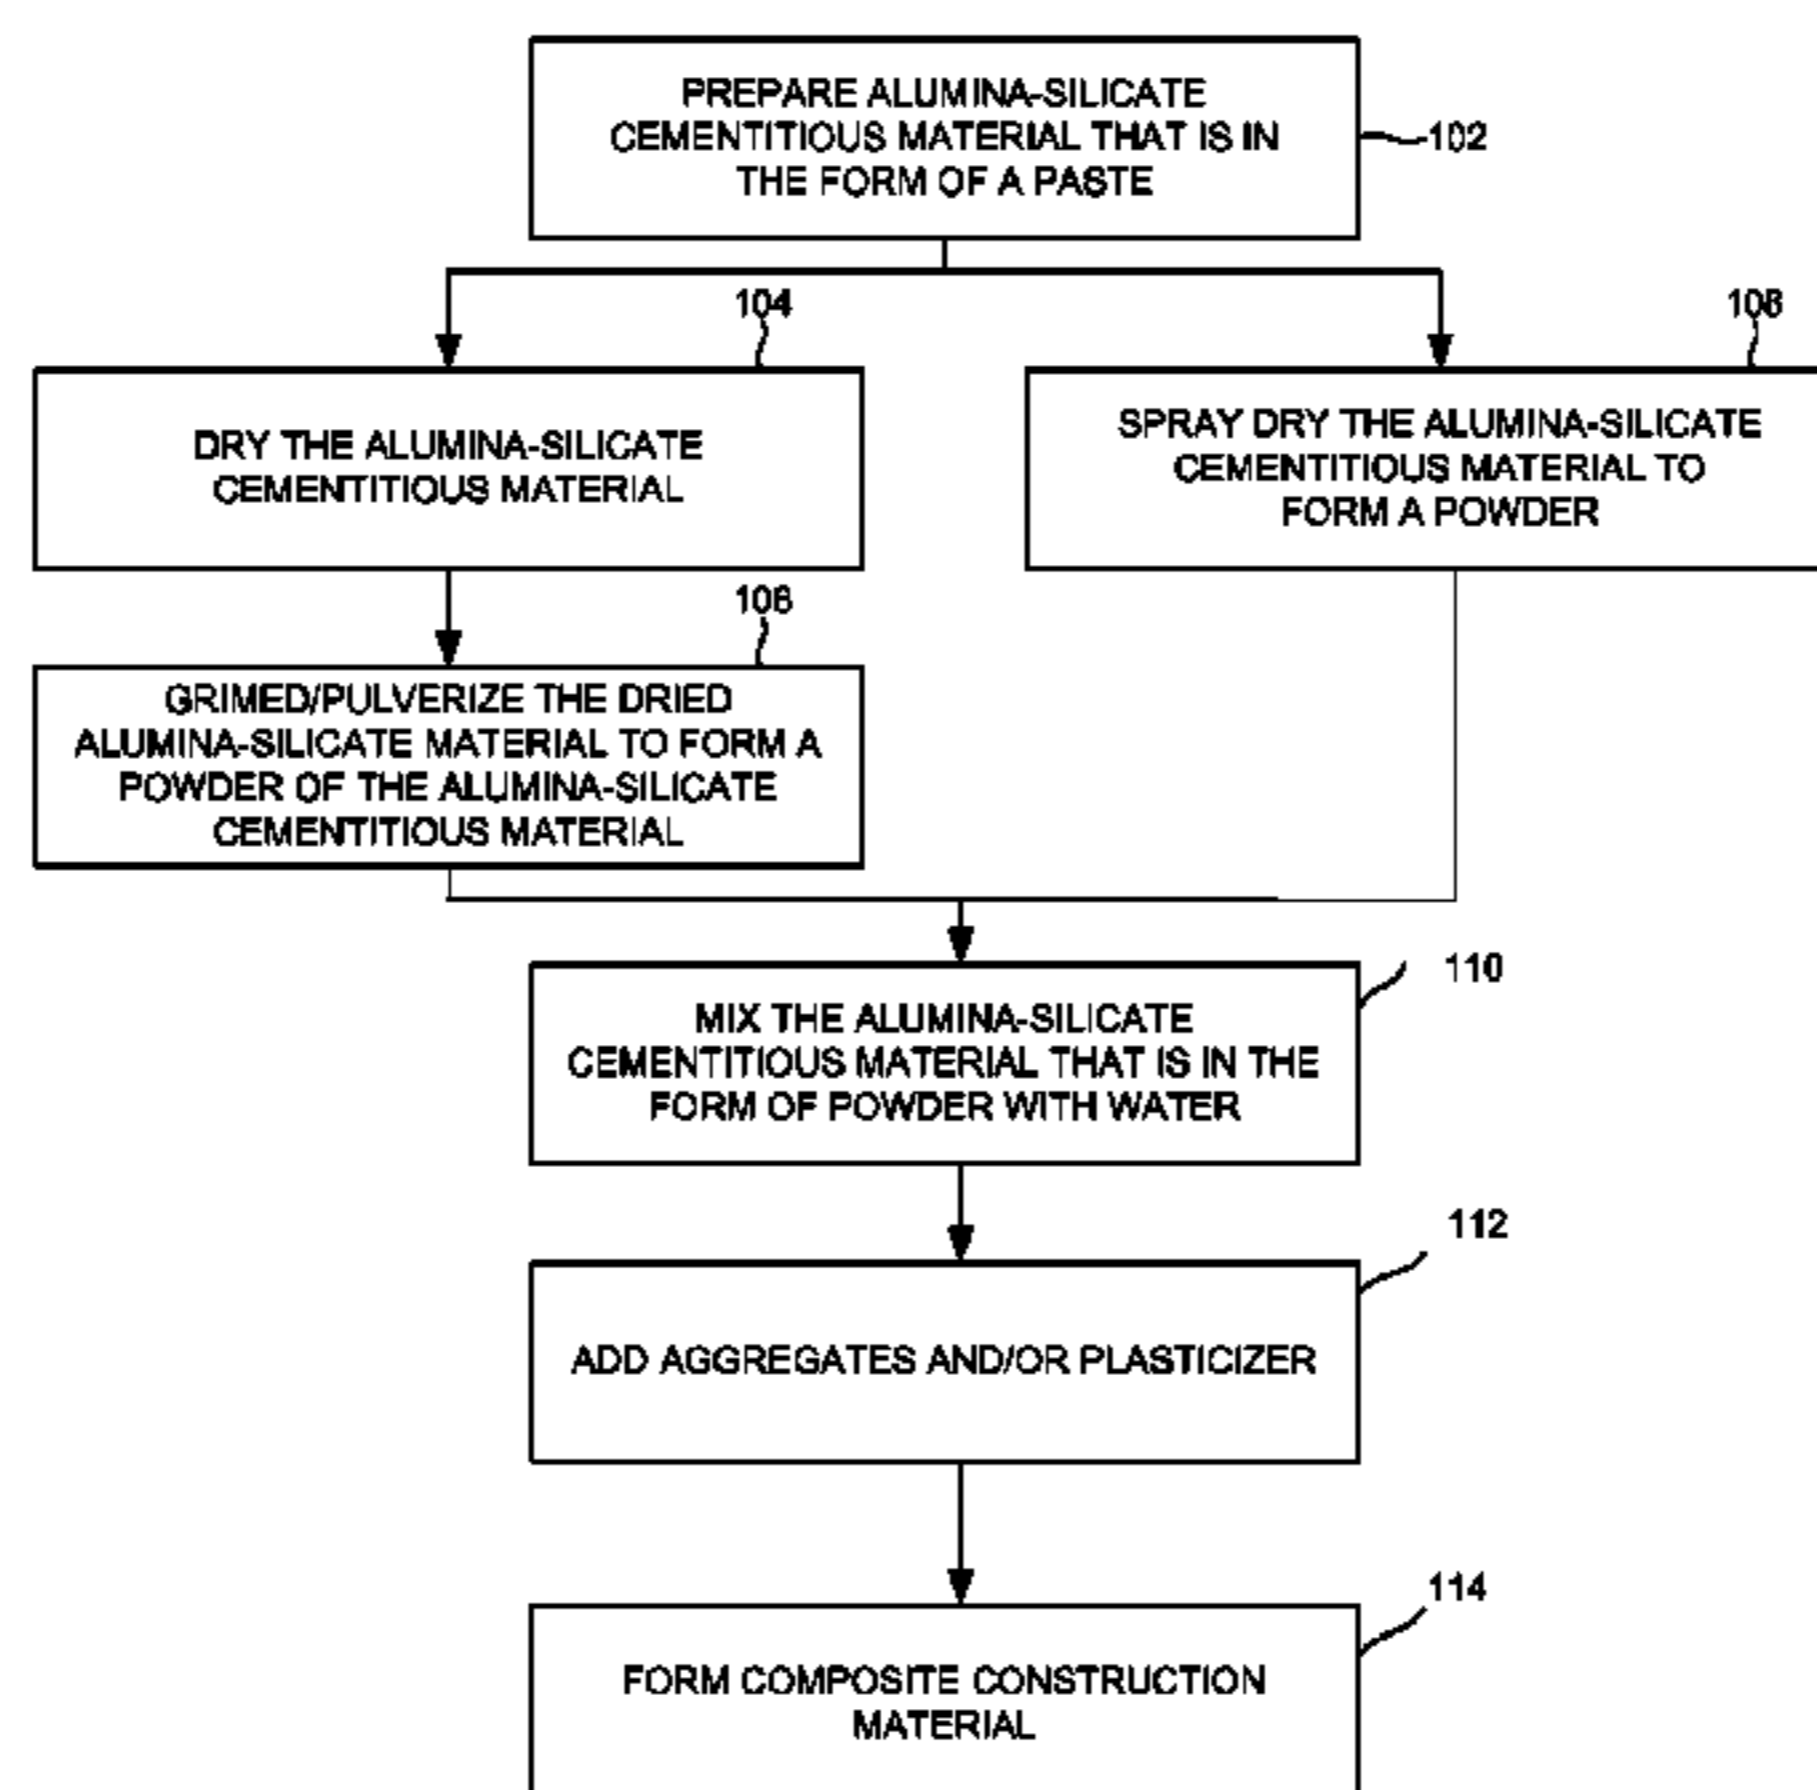 PREPARE ALUMINA-SILICATE
CEMENTITIOUS MATERIAL THAT IS IN
THE FORM OF A PASTE
102
104
108
DRY THE ALUMINA-SILICATE
CEMENTITIOUS MATERIAL
SPRAY DRY THE ALUMINA-SILICATE
CEMENTITIOUS MATERIAL TO
FORM A POWDER
106
GRIMED/PULVERIZE THE DRIED
ALUMINA-SILICATE MATERIAL TO FORM A
POWDER OF THE ALUMINA-SILICATE
CEMENTITIOUS MATERIAL
110
MIX THE ALUMINA-SILICATE
CEMENTITIOUS MATERIAL THAT IS IN THE
FORM OF POWDER WITH WATER
112
ADD AGGREGATES AND/OR PLASTICIZER
114
FORM COMPOSITE CONSTRUCTION
MATERIAL